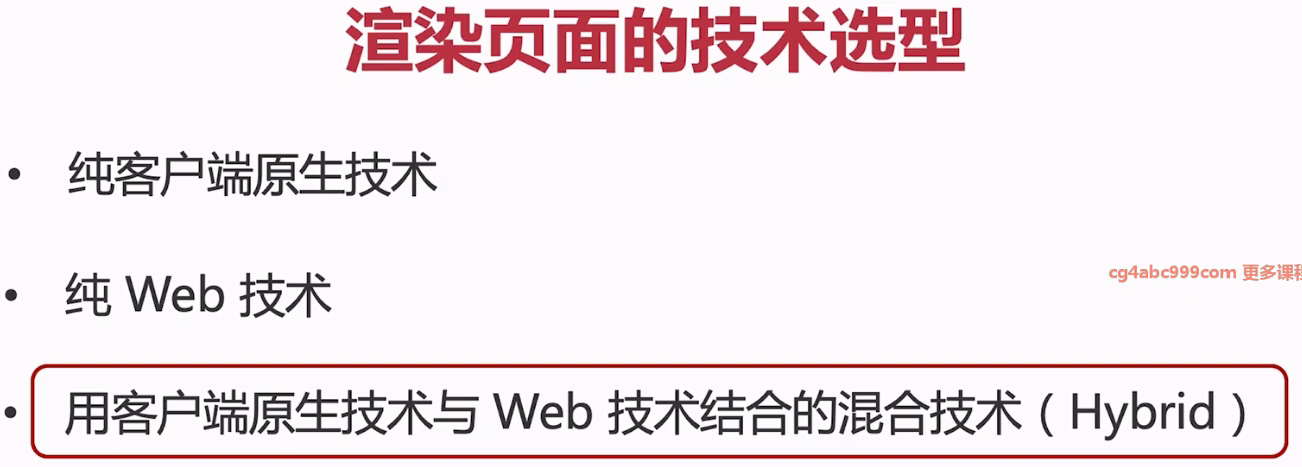 渲染页面的技术选型
• 纯客户端原生技术
• 纯 Web 技术
cg4abc999com 更多课程
• 用客户端原生技术与 Web 技术结合的混合技术（Hybrid）